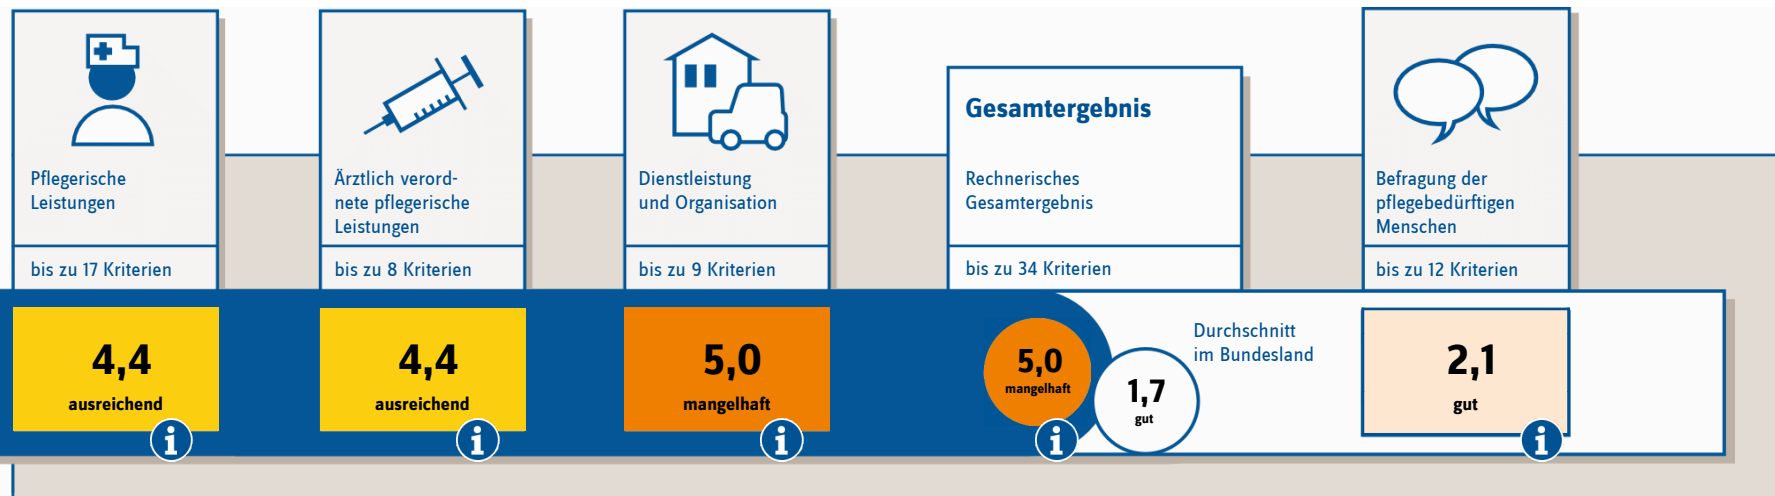 Pflegerische
Leistungen
bis zu 17 Kriterien
4,4
ausreichend
i
Ärztlich verord-
nete pflegerische
Leistungen
bis zu 8 Kriterien
4,4
ausreichend
i
Dienstleistung
und Organisation
bis zu 9 Kriterien
5,0
mangelhaft
i
Gesamtergebnis
Rechnerisches
Gesamtergebnis
bis zu 34 Kriterien
5,0
mangelhaft
i
1,7
gut
Durchschnitt
im Bundesland
Befragung der
pflegebedürftigen
Menschen
bis zu 12 Kriterien
2,1
gut
i